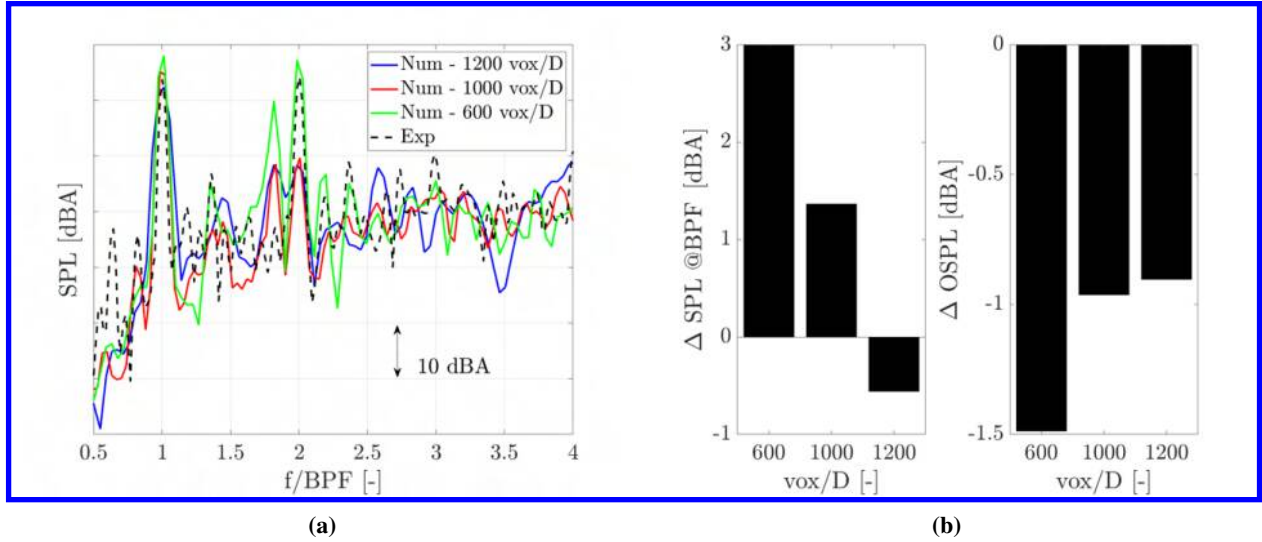 SPL [dBA]
Num - 1200 vox/D
Num - 1000 vox/D
Num - 600 vox/D
Exp
10 dBA
0.5 1 1.5 2 2.5 3 3.5 4
f/BPF [-]
(a)
Δ SPL @BPF [dBA]
3
2
1
0
-1
600 1000 1200
vox/D [-]
Δ OSPL [dBA]
0
-0.5
-1
-1.5
600 1000 1200
vox/D [-]
(b)